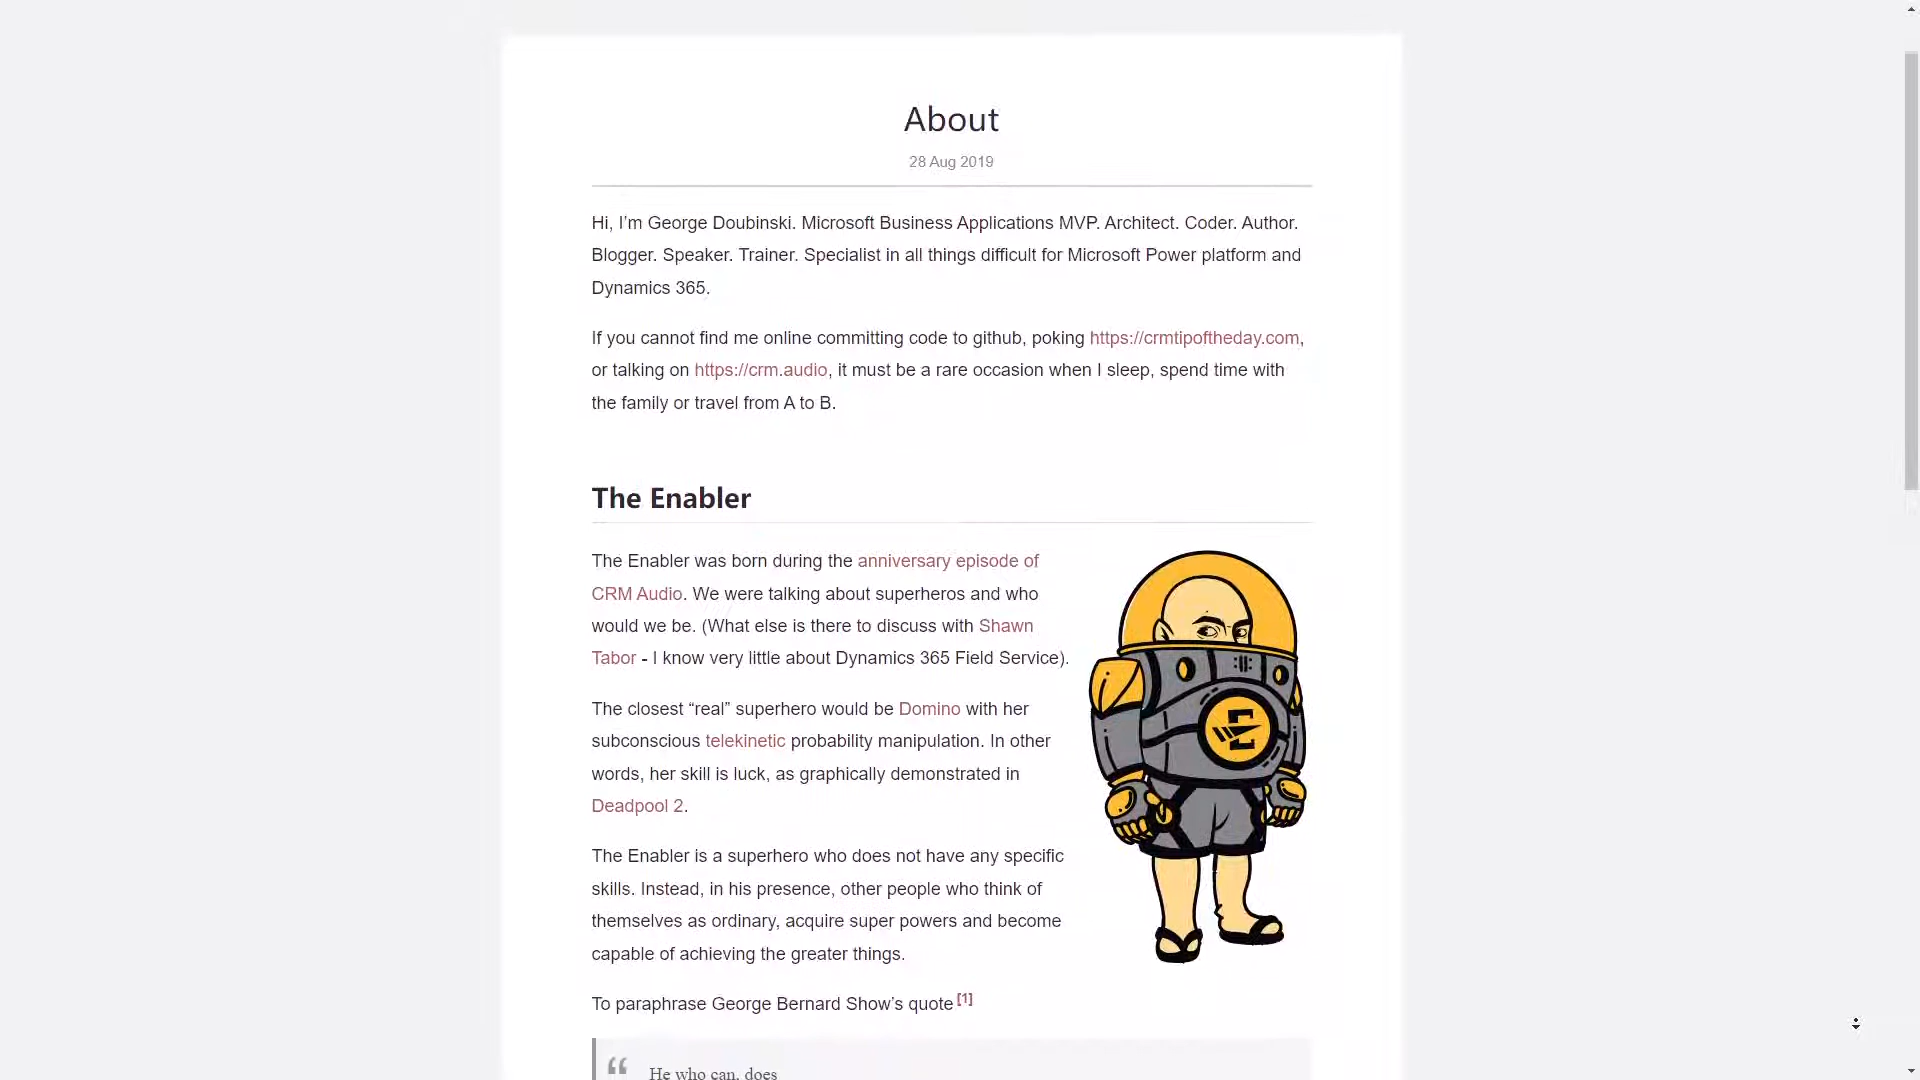 About
28 Aug 2019
Hi, I’m George Doubinski. Microsoft Business Applications MVP. Architect. Coder. Author.
Blogger. Speaker. Trainer. Specialist in all things difficult for Microsoft Power platform and
Dynamics 365.
If you cannot find me online committing code to github, poking https://crmtipoftheday.com,
or talking on https://crm.audio, it must be a rare occasion when I sleep, spend time with
the family or travel from A to B.
The Enabler
The Enabler was born during the anniversary episode of
CRM Audio. We were talking about superheros and who
would we be. (What else is there to discuss with Shawn
Tabor - I know very little about Dynamics 365 Field Service).
The closest “real” superhero would be Domino with her
subconscious telekinetic probability manipulation. In other
words, her skill is luck, as graphically demonstrated in
Deadpool 2.
The Enabler is a superhero who does not have any specific
skills. Instead, in his presence, other people who think of
themselves as ordinary, acquire super powers and become
capable of achieving the greater things.
To paraphrase George Bernard Show’s quote [1]
“ He who can, does